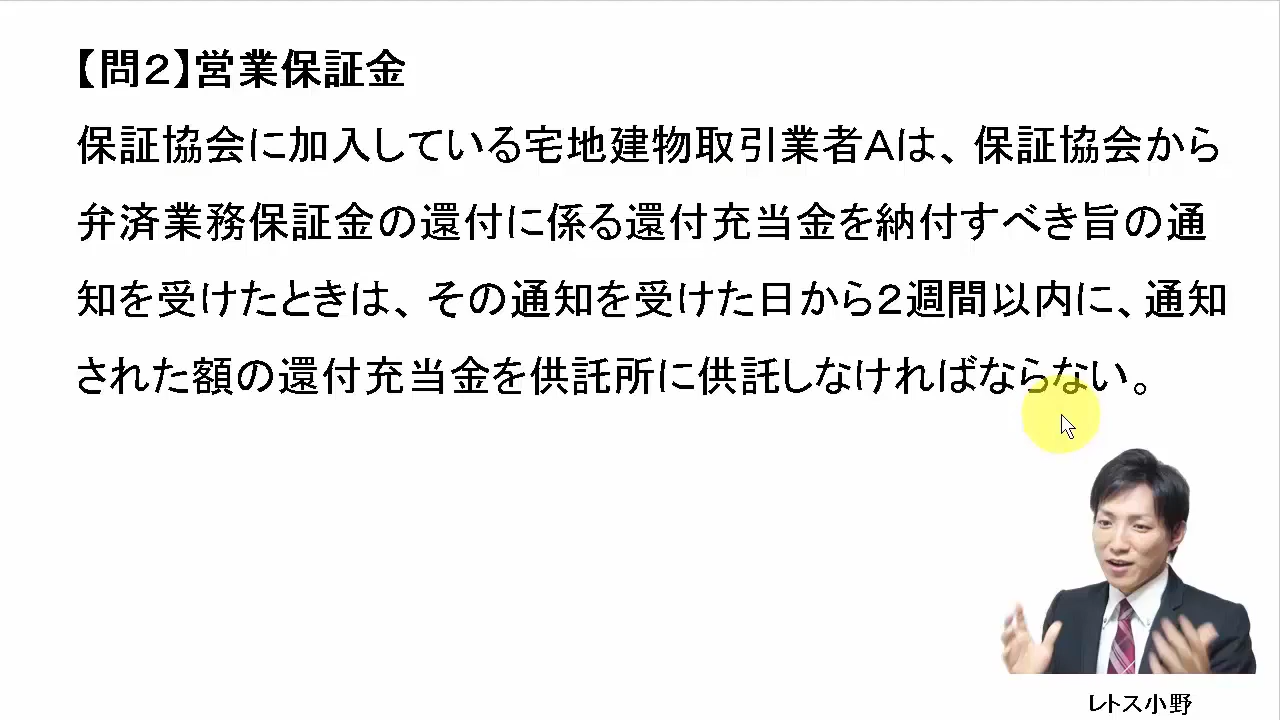 【問２】営業保証金
保証協会に加入している宅地建物取引業者Ａは、保証協会から
弁済業務保証金の還付に係る還付充当金を納付すべき旨の通
知を受けたときは、その通知を受けた日から２週間以内に、通知
された額の還付充当金を供託所に供託しなければならない。
レトス小野